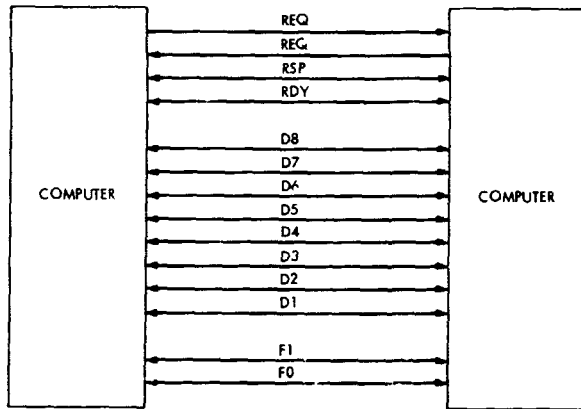 REQ
REQ
RSP
RDY
D8
D7
D6
COMPUTER
COMPUTER
D5
D4
D3
D2
D1
F1
F0